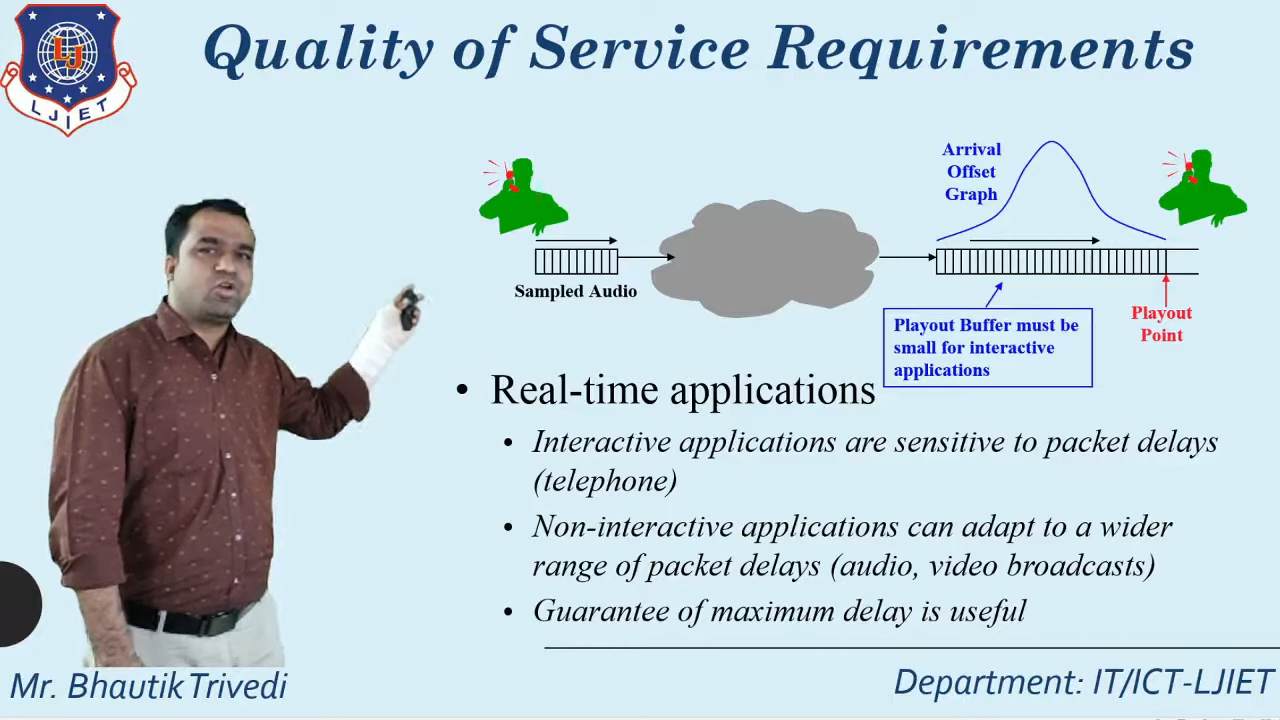 Quality of Service Requirements
LJ
LJIET
Arrival
Offset
Graph
Sampled Audio
Playout Buffer must be
small for interactive
applications
Playout
Point
• Real-time applications
• Interactive applications are sensitive to packet delays
(telephone)
• Non-interactive applications can adapt to a wider
range of packet delays (audio, video broadcasts)
• Guarantee of maximum delay is useful
Mr. Bhautik Trivedi
Department: IT/ICT-LJIET